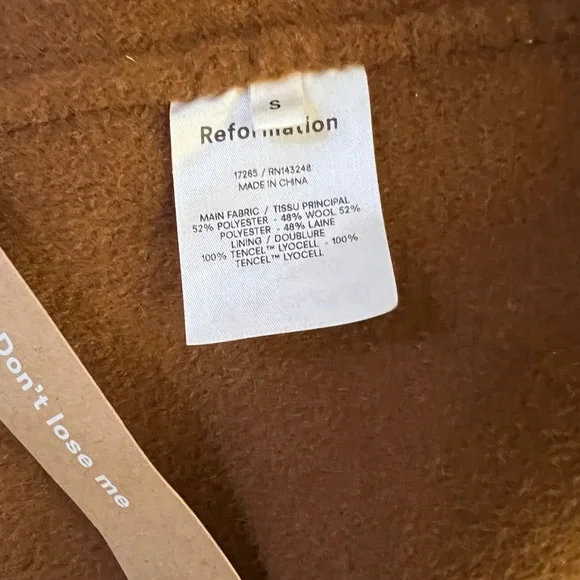 S
Reformation
17265 / RN143248
MADE IN CHINA
MAIN FABRIC / TISSU PRINCIPAL
52% POLYESTER - 48% WOOL 52%
POLYESTER - 48% LAINE
LINING / DOUBLURE
100% TENCEL™ LYOCELL - 100%
TENCEL™ LYOCELL
Don't lose me